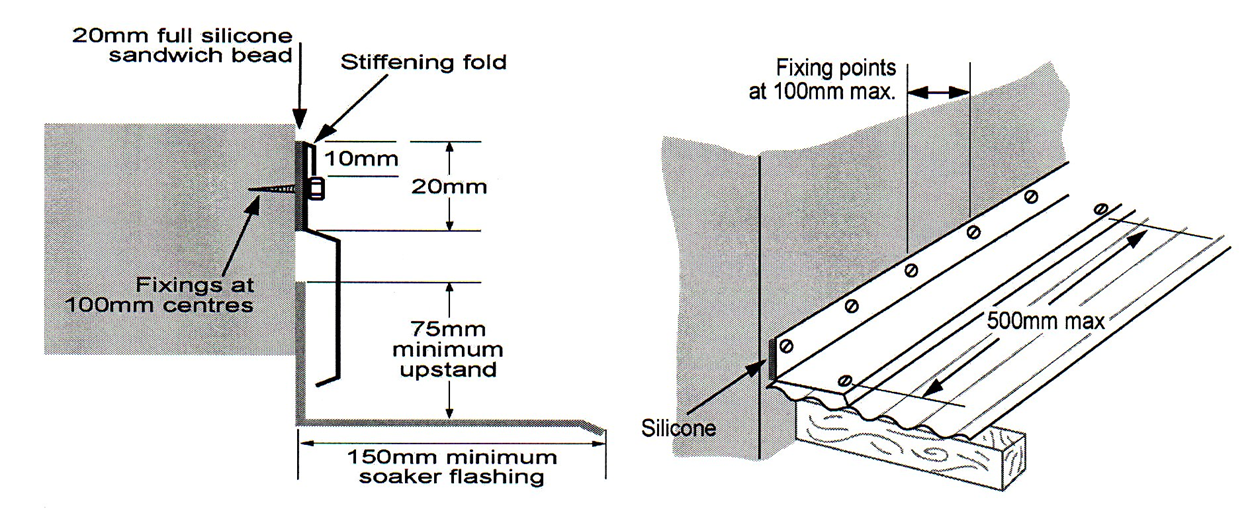 20mm full silicone
sandwich bead
Stiffening fold
10mm
20mm
Fixings at
100mm centres
75mm
minimum
upstand
150mm minimum
soaker flashing
Fixing points
at 100mm max.
500mm max
Silicone